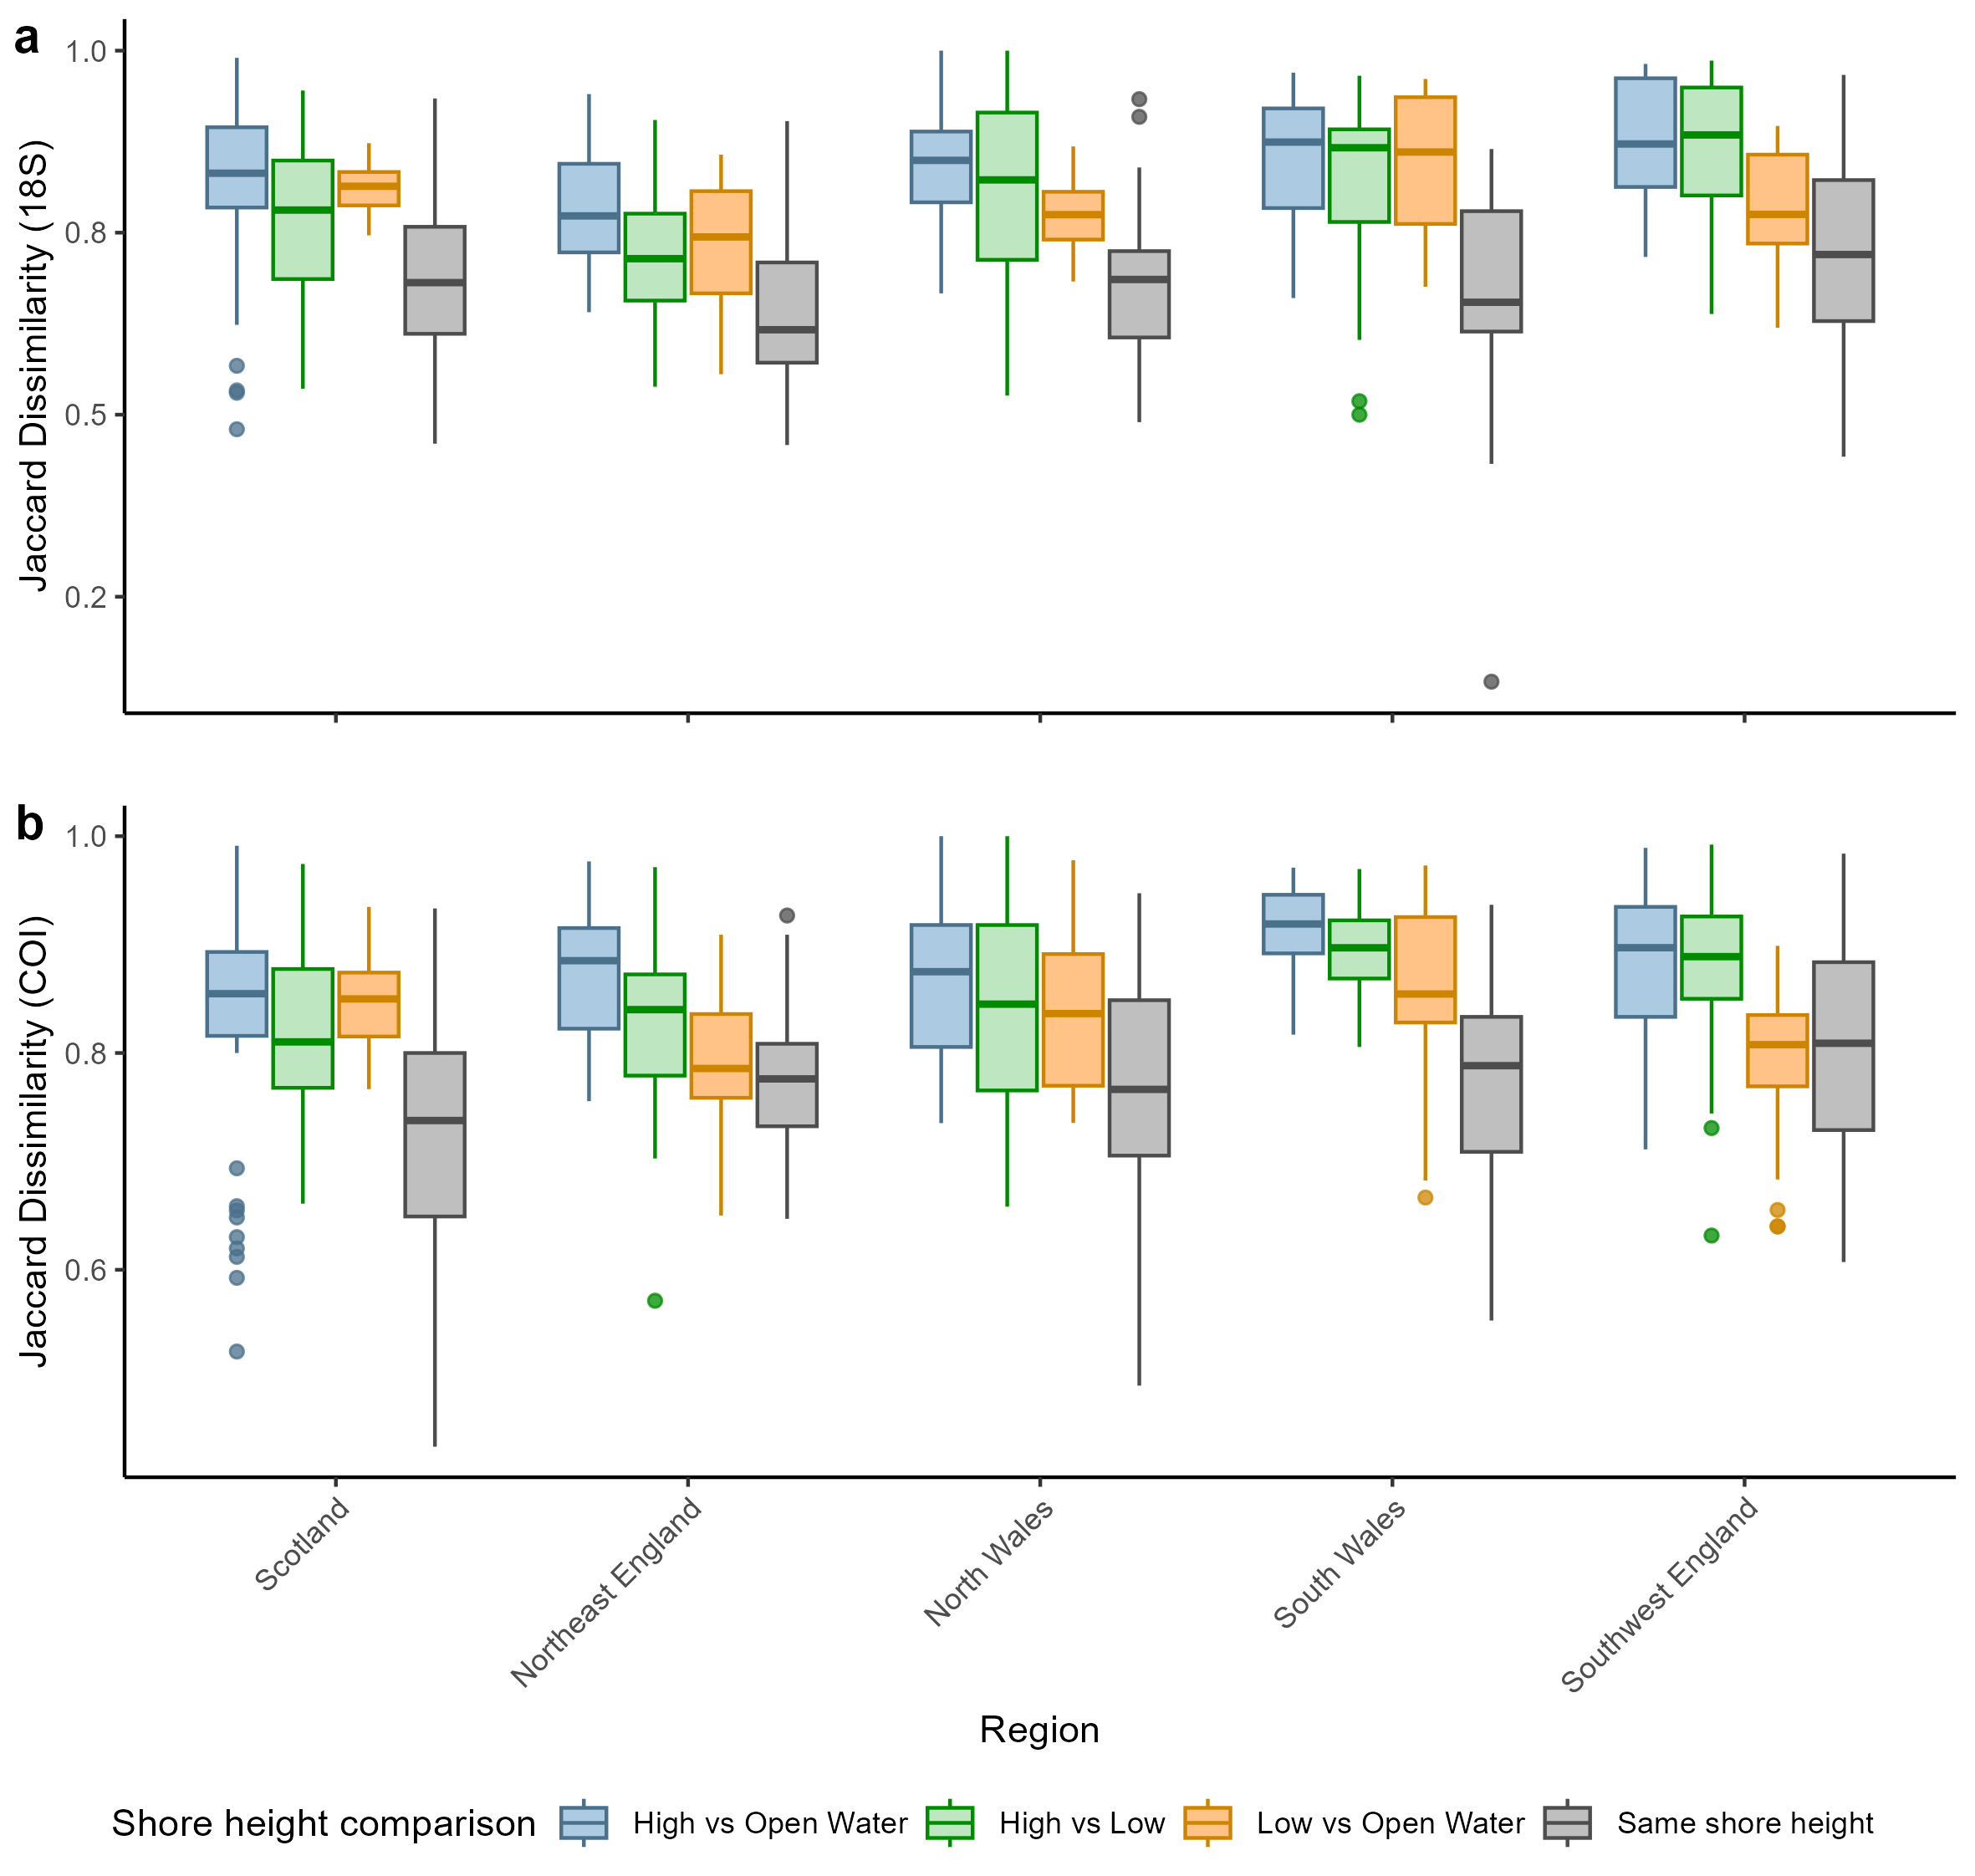 a
Jaccard Dissimilarity (18S)
1.0
0.8
0.5
0.2
b
Jaccard Dissimilarity (COI)
1.0
0.8
0.6
Scotland
Northeast England
North Wales
South Wales
Southwest England
Region
Shore height comparison
High vs Open Water
High vs Low
Low vs Open Water
Same shore height